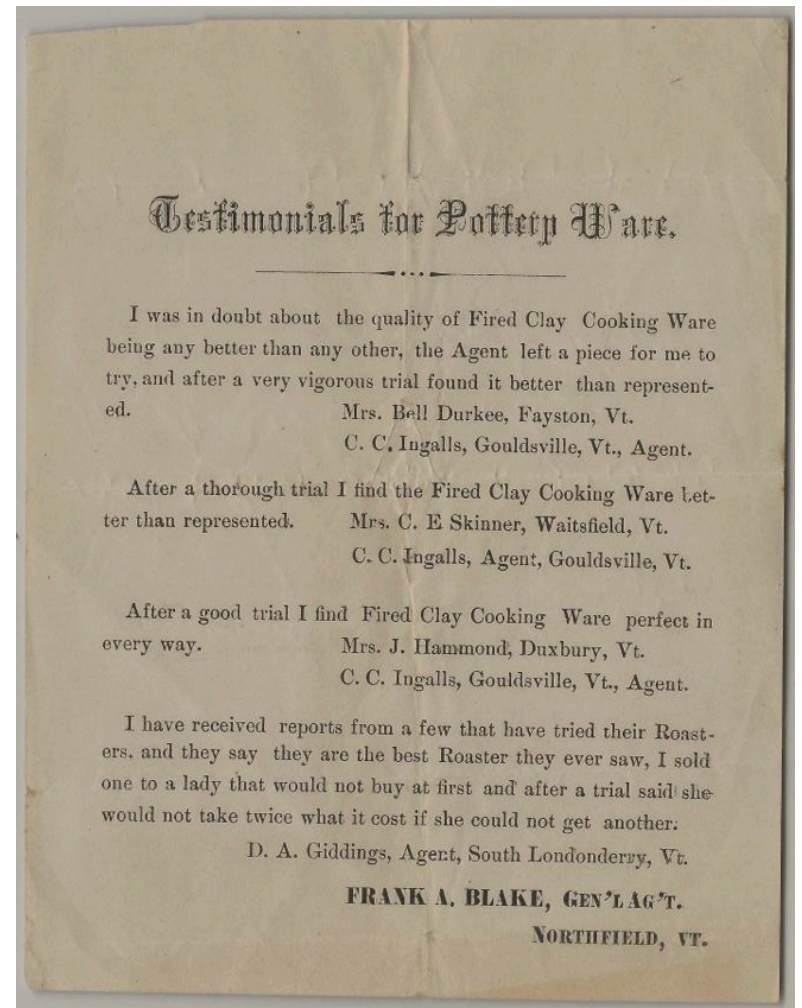 Testimonials for Pottery Ware.
I was in doubt about the quality of Fired Clay Cooking Ware
being any better than any other, the Agent left a piece for me to
try, and after a very vigorous trial found it better than represent-
ed. Mrs. Bell Durkee, Fayston, Vt.
C. C. Ingalls, Gouldsville, Vt., Agent.
After a thorough trial I find the Fired Clay Cooking Ware bet-
ter than represented. Mrs. C. E Skinner, Waitsfield, Vt.
C. C. Ingalls, Agent, Gouldsville, Vt.
After a good trial I find Fired Clay Cooking Ware perfect in
every way. Mrs. J. Hammond, Duxbury, Vt.
C. C. Ingalls, Gouldsville, Vt., Agent.
I have received reports from a few that have tried their Roast-
ers, and they say they are the best Roaster they ever saw, I sold
one to a lady that would not buy at first and after a trial said she
would not take twice what it cost if she could not get another.
D. A. Giddings, Agent, South Londonderry, Vt.
FRANK A. BLAKE, GEN'L AG'T.
NORTHFIELD, VT.